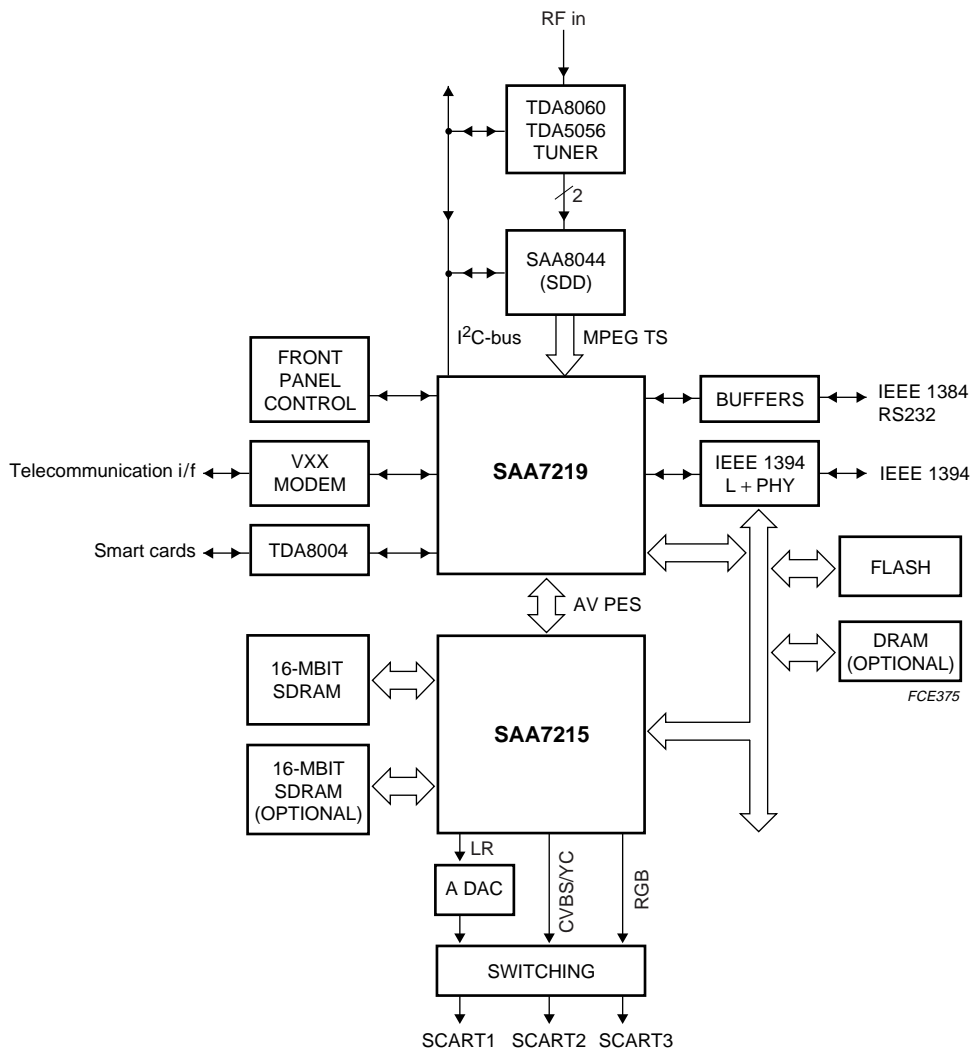 RF in
TDA8060
TDA5056
TUNER
2
SAA8044
(SDD)
I²C-bus
MPEG TS
FRONT
PANEL
CONTROL
BUFFERS
IEEE 1384
RS232
SAA7219
Telecommunication i/f
VXX
MODEM
IEEE 1394
L + PHY
IEEE 1394
Smart cards
TDA8004
FLASH
AV PES
DRAM
(OPTIONAL)
FCE375
16-MBIT
SDRAM
SAA7215
16-MBIT
SDRAM
(OPTIONAL)
LR
CVBS/YC
RGB
A DAC
SWITCHING
SCART1 SCART2 SCART3